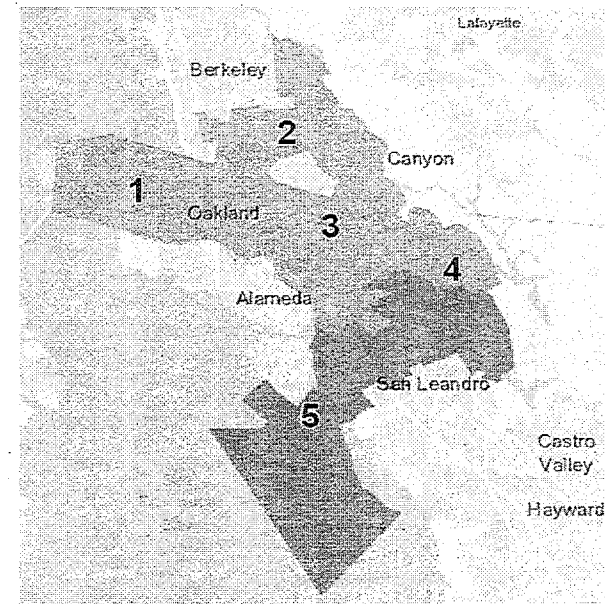 Lafayette
Berkeley
2
Canyon
1
Oakland
3
4
Alameda
San Leandro
5
Castro
Valley
Hayward